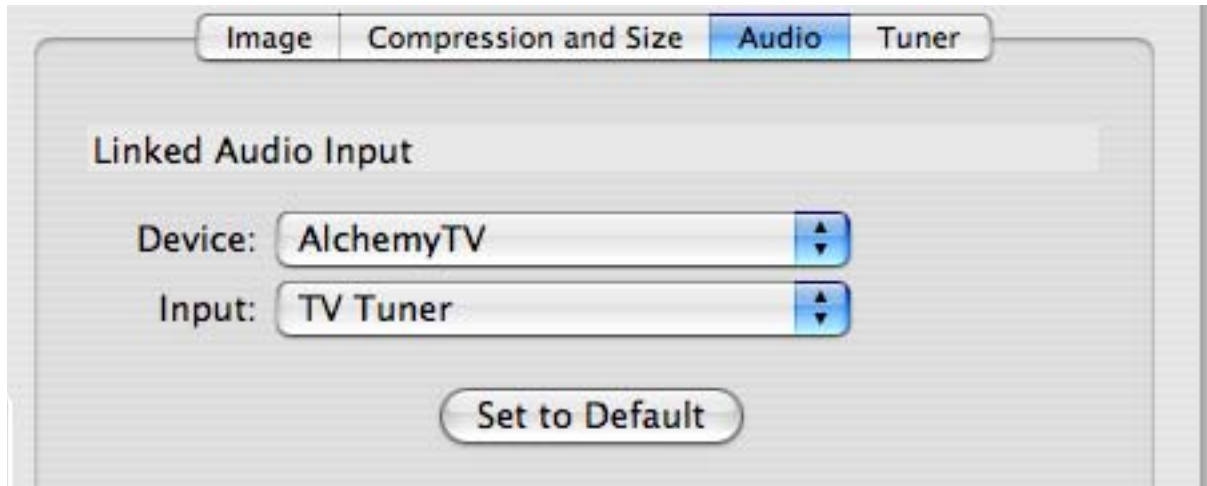 Image Compression and Size Audio Tuner
Linked Audio Input
Device: AlchemyTV
Input: TV Tuner
Set to Default